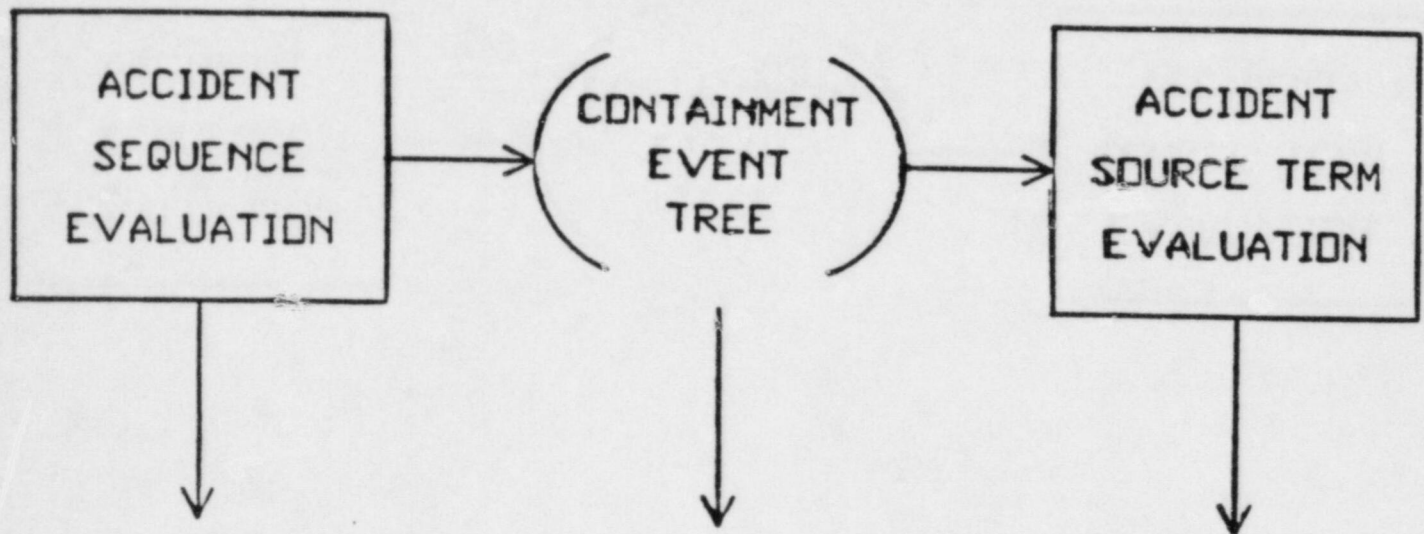 ACCIDENT
SEQUENCE
EVALUATION
CONTAINMENT
EVENT
TREE
ACCIDENT
SOURCE TERM
EVALUATION